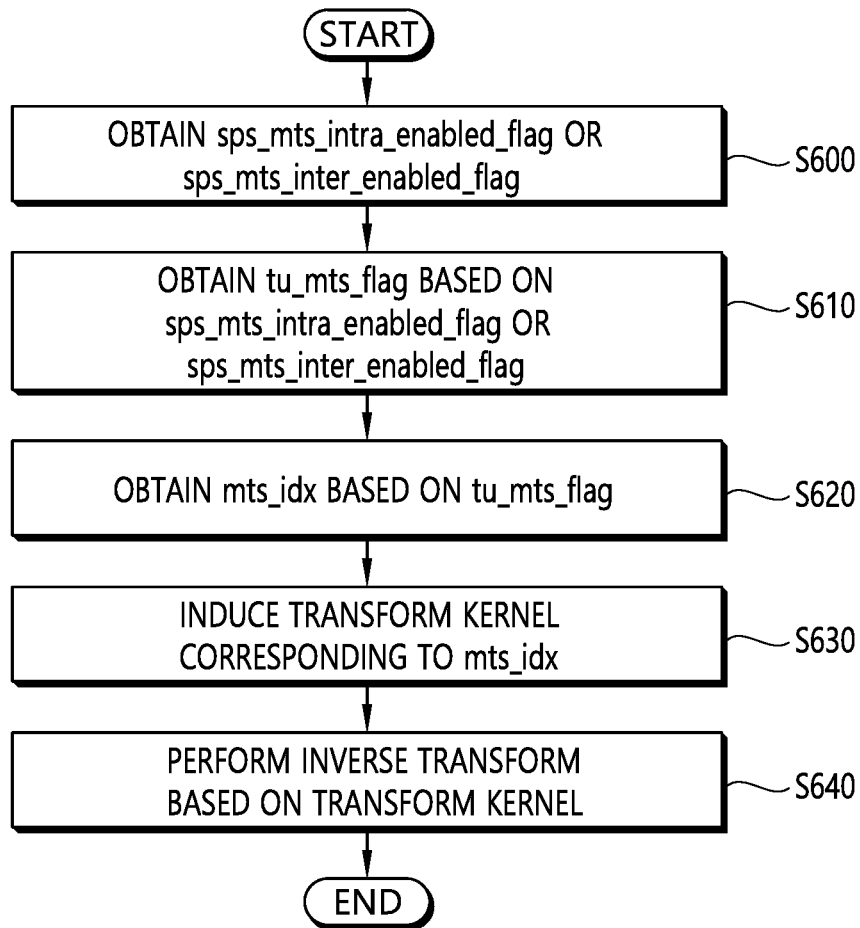 START
OBTAIN sps_mts_intra_enabled_flag OR
sps_mts_inter_enabled_flag
S600
OBTAIN tu_mts_flag BASED ON
sps_mts_intra_enabled_flag OR
sps_mts_inter_enabled_flag
S610
OBTAIN mts_idx BASED ON tu_mts_flag
S620
INDUCE TRANSFORM KERNEL
CORRESPONDING TO mts_idx
S630
PERFORM INVERSE TRANSFORM
BASED ON TRANSFORM KERNEL
S640
END